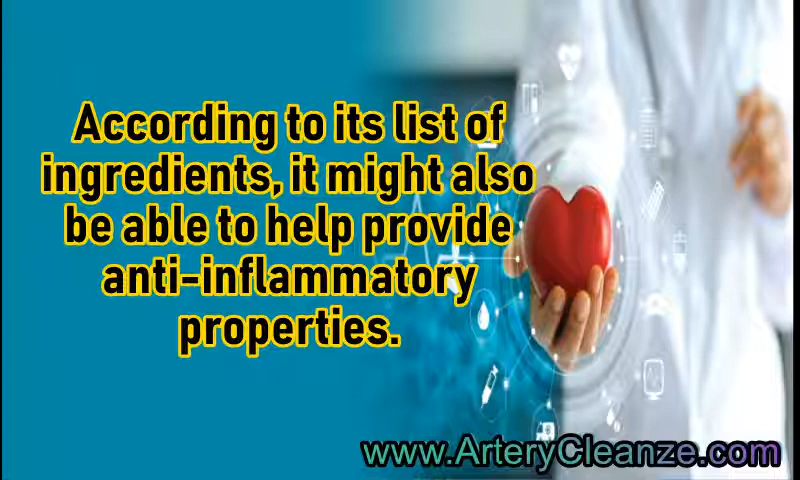 According to its list of
ingredients, it might also
be able to help provide
anti-inflammatory
properties.
www.ArteryCleanze.com